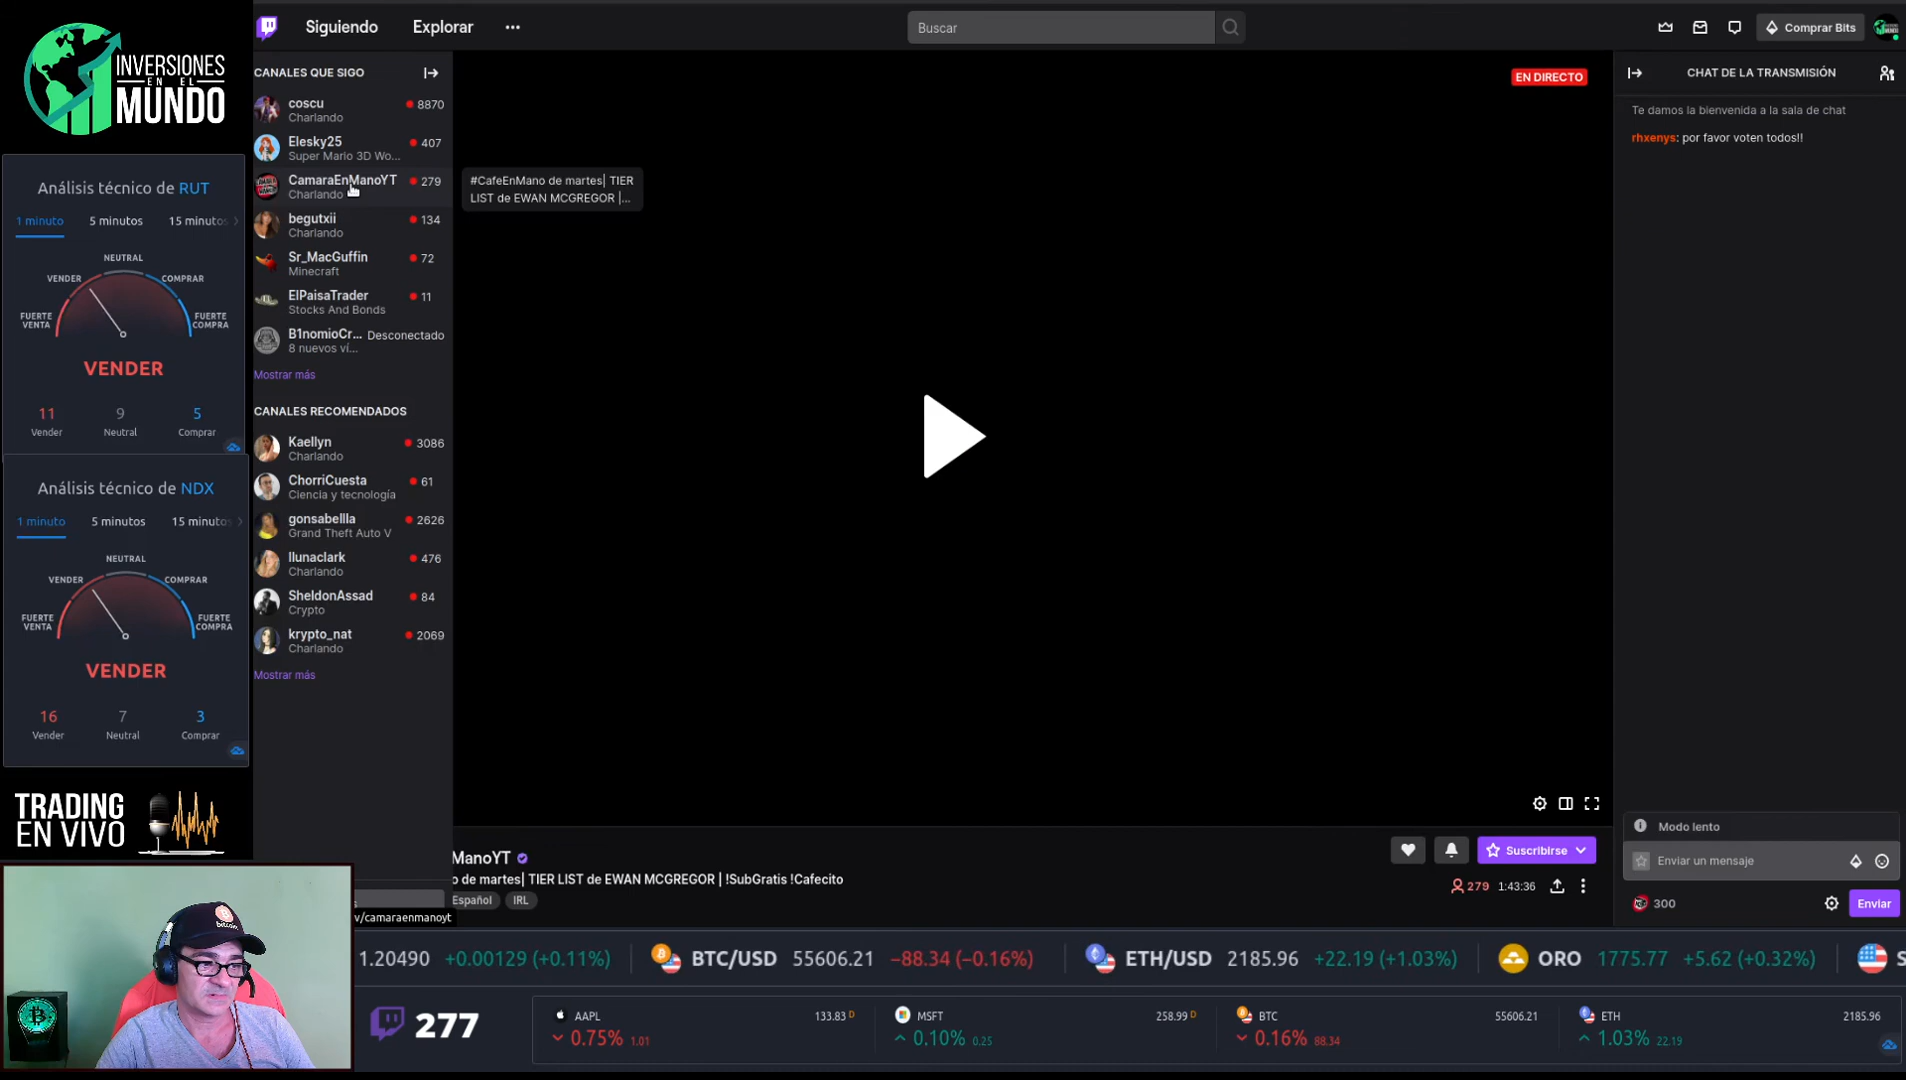 INVERSIONES
EN EL
MUNDO
Análisis técnico de RUT
1 minuto 5 minutos 15 minutos
NEUTRAL
VENDER COMPRAR
FUERTE VENTA FUERTE COMPRA
VENDER
11 9 5
Vender Neutral Comprar
Análisis técnico de NDX
1 minuto 5 minutos 15 minutos
NEUTRAL
VENDER COMPRAR
FUERTE VENTA FUERTE COMPRA
VENDER
16 7 3
Vender Neutral Comprar
TRADING
EN VIVO
Siguiendo Explorar ...
Buscar
Comprar Bits
CANALES QUE SIGO
coscu 8870
Charlando
Elesky25 407
Super Mario 3D Wo...
CamaraEnManoYT 279
Charlando
begutxii 134
Charlando
Sr_MacGuffin 72
Minecraft
ElPaisaTrader 11
Stocks And Bonds
B1nomioCr... Desconectado
8 nuevos ví...
Mostrar más
CANALES RECOMENDADOS
Kaellyn 3086
Charlando
ChorriCuesta 61
Ciencia y tecnología
gonsabellla 2626
Grand Theft Auto V
llunaclark 476
Charlando
SheldonAssad 84
Crypto
krypto_nat 2069
Charlando
Mostrar más
#CafeEnMano de martes| TIER
LIST de EWAN MCGREGOR |...
EN DIRECTO
ManoYT
o de martes| TIER LIST de EWAN MCGREGOR | !SubGratis !Cafecito
Español IRL
v/camaraenmanoyt
Suscribirse
279 1:43:36
CHAT DE LA TRANSMISIÓN
Te damos la bienvenida a la sala de chat
rhxenys: por favor voten todos!!
Modo lento
Enviar un mensaje
300 Enviar
1.20490 +0.00129 (+0.11%) BTC/USD 55606.21 −88.34 (−0.16%) ETH/USD 2185.96 +22.19 (+1.03%) ORO 1775.77 +5.62 (+0.32%) S
277
AAPL 133.83 D
0.75% 1.01
MSFT 258.99 D
0.10% 0.25
BTC 55606.21
0.16% 88.34
ETH 2185.96
1.03% 22.19
bitcoin